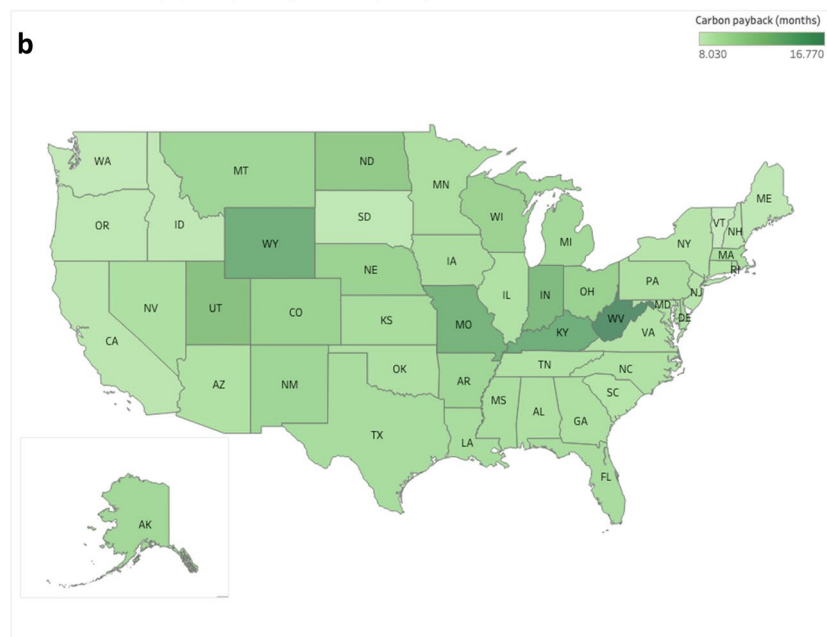 Carbon payback (months)
8.030 16.770
b
WA
MT
ND
MN
ME
VT
NH
OR
ID
SD
WI
MI
NY
MA
RI
WY
IA
PA
NE
NJ
IL
IN
OH
MD
DE
NV
UT
CO
KS
MO
KY
WV
VA
CA
OK
TN
NC
AZ
NM
AR
SC
MS
AL
GA
TX
LA
FL
AK